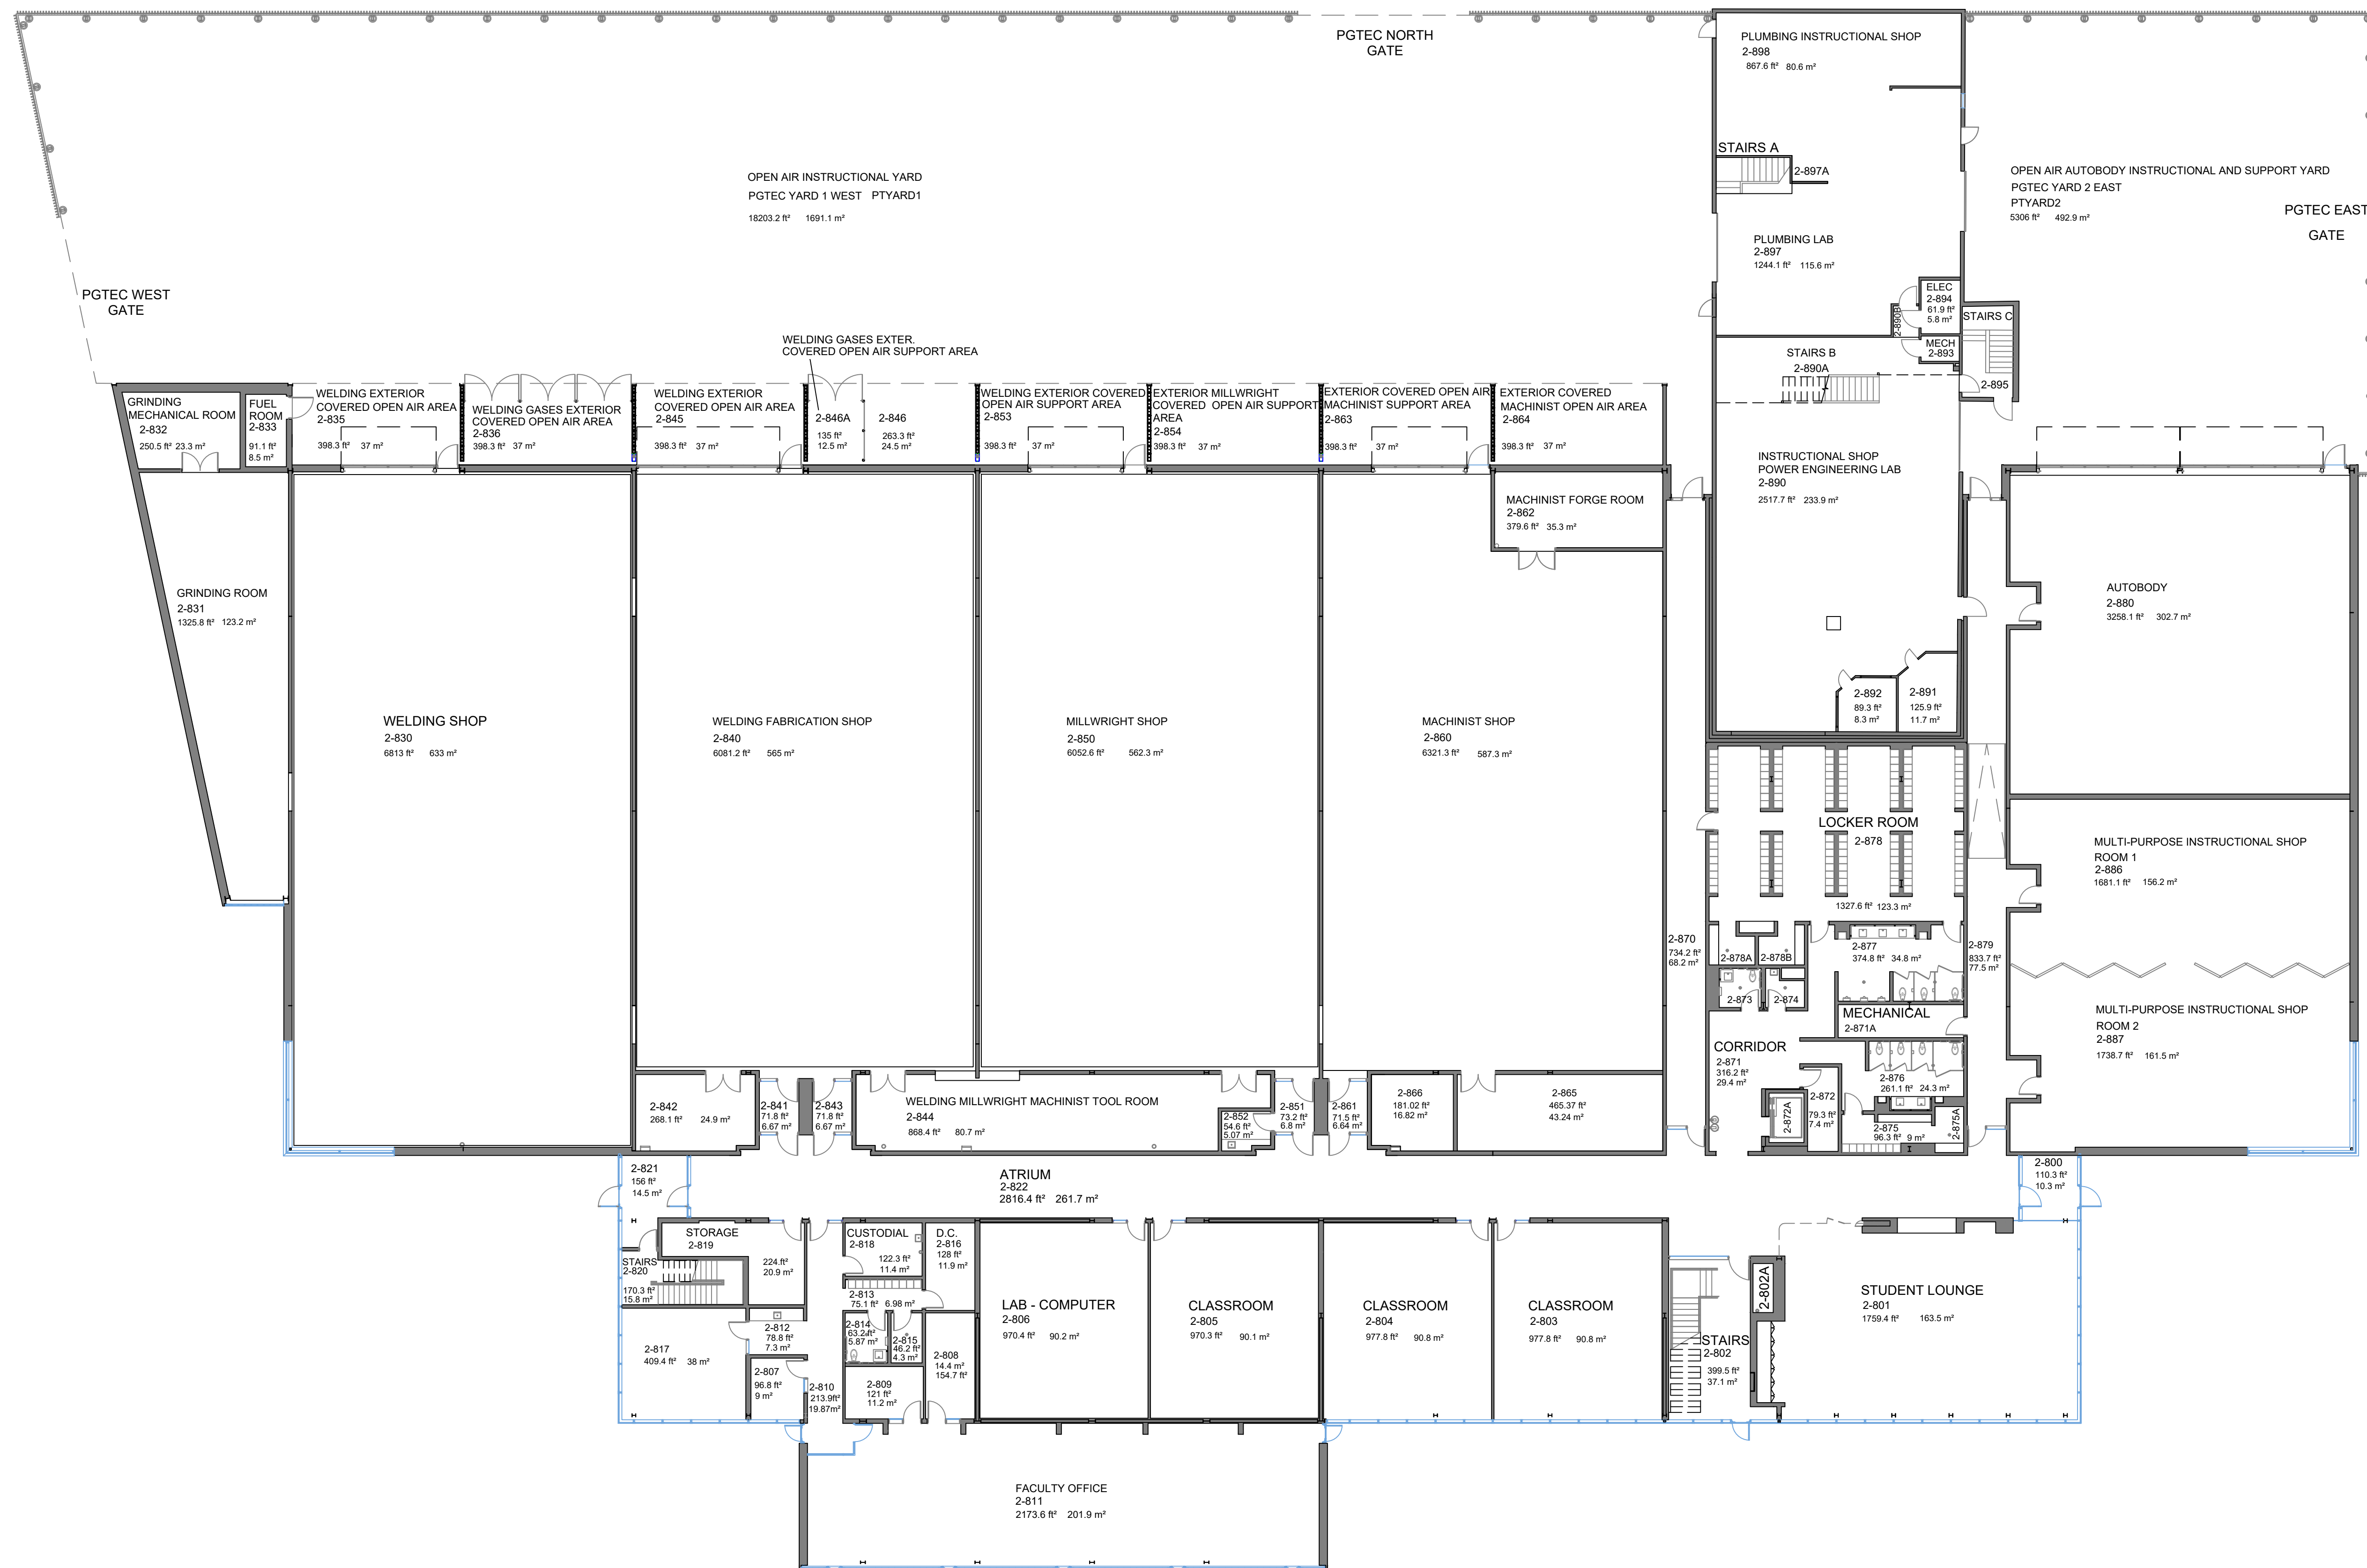 PGTEC NORTH
GATE
PLUMBING INSTRUCTIONAL SHOP
2-898
867.6 ft² 80.6 m²
STAIRS A
2-897A
OPEN AIR INSTRUCTIONAL YARD
PGTEC YARD 1 WEST PTYARD1
18203.2 ft² 1691.1 m²
OPEN AIR AUTOBODY INSTRUCTIONAL AND SUPPORT YARD
PGTEC YARD 2 EAST
PTYARD2
5306 ft² 492.9 m²
PGTEC EAST
GATE
PLUMBING LAB
2-897
1244.1 ft² 115.6 m²
PGTEC WEST
GATE
ELEC
2-894
61.9 ft²
5.8 m²
2-890B
STAIRS C
MECH
2-893
2-895
STAIRS B
2-890A
WELDING GASES EXTER.
COVERED OPEN AIR SUPPORT AREA
GRINDING
MECHANICAL ROOM
2-832
250.5 ft² 23.3 m²
FUEL
ROOM
2-833
91.1 ft²
8.5 m²
WELDING EXTERIOR
COVERED OPEN AIR AREA
2-835
398.3 ft² 37 m²
WELDING GASES EXTERIOR
COVERED OPEN AIR AREA
2-836
398.3 ft² 37 m²
WELDING EXTERIOR
COVERED OPEN AIR AREA
2-845
398.3 ft² 37 m²
2-846A
135 ft²
12.5 m²
2-846
263.3 ft²
24.5 m²
WELDING EXTERIOR COVERED
OPEN AIR SUPPORT AREA
2-853
398.3 ft² 37 m²
EXTERIOR MILLWRIGHT
COVERED OPEN AIR SUPPORT
AREA
2-854
398.3 ft² 37 m²
EXTERIOR COVERED OPEN AIR
MACHINIST SUPPORT AREA
2-863
398.3 ft² 37 m²
EXTERIOR COVERED
MACHINIST OPEN AIR AREA
2-864
398.3 ft² 37 m²
INSTRUCTIONAL SHOP
POWER ENGINEERING LAB
2-890
2517.7 ft² 233.9 m²
MACHINIST FORGE ROOM
2-862
379.6 ft² 35.3 m²
GRINDING ROOM
2-831
1325.8 ft² 123.2 m²
AUTOBODY
2-880
3258.1 ft² 302.7 m²
2-892
89.3 ft²
8.3 m²
2-891
125.9 ft²
11.7 m²
WELDING SHOP
2-830
6813 ft² 633 m²
WELDING FABRICATION SHOP
2-840
6081.2 ft² 565 m²
MILLWRIGHT SHOP
2-850
6052.6 ft² 562.3 m²
MACHINIST SHOP
2-860
6321.3 ft² 587.3 m²
LOCKER ROOM
2-878
1327.6 ft² 123.3 m²
MULTI-PURPOSE INSTRUCTIONAL SHOP
ROOM 1
2-886
1681.1 ft² 156.2 m²
2-870
734.2 ft²
68.2 m²
2-878A
2-878B
2-877
374.8 ft² 34.8 m²
2-879
833.7 ft²
77.5 m²
2-873
2-874
MECHANICAL
2-871A
MULTI-PURPOSE INSTRUCTIONAL SHOP
ROOM 2
2-887
1738.7 ft² 161.5 m²
CORRIDOR
2-871
316.2 ft²
29.4 m²
2-872A
2-872
79.3 ft²
7.4 m²
2-876
261.1 ft² 24.3 m²
2-875
96.3 ft² 9 m²
2-875A
2-842
268.1 ft² 24.9 m²
2-841
71.8 ft²
6.67 m²
2-843
71.8 ft²
6.67 m²
WELDING MILLWRIGHT MACHINIST TOOL ROOM
2-844
868.4 ft² 80.7 m²
2-852
54.6 ft²
5.07 m²
2-851
73.2 ft²
6.8 m²
2-861
71.5 ft²
6.64 m²
2-866
181.02 ft²
16.82 m²
2-865
465.37 ft²
43.24 m²
2-821
156 ft²
14.5 m²
ATRIUM
2-822
2816.4 ft² 261.7 m²
2-800
110.3 ft²
10.3 m²
STORAGE
2-819
224.ft²
20.9 m²
STAIRS
2-820
170.3 ft²
15.8 m²
CUSTODIAL
2-818
122.3 ft²
11.4 m²
D.C.
2-816
128 ft²
11.9 m²
2-813
75.1 ft² 6.98 m²
2-814
63.2 ft²
5.87 m²
2-815
46.2 ft²
4.3 m²
2-812
78.8 ft²
7.3 m²
2-817
409.4 ft² 38 m²
2-807
96.8 ft²
9 m²
2-810
213.9ft²
19.87m²
2-809
121 ft²
11.2 m²
2-808
14.4 m²
154.7 ft²
LAB - COMPUTER
2-806
970.4 ft² 90.2 m²
CLASSROOM
2-805
970.3 ft² 90.1 m²
CLASSROOM
2-804
977.8 ft² 90.8 m²
CLASSROOM
2-803
977.8 ft² 90.8 m²
2-802A
STAIRS
2-802
399.5 ft²
37.1 m²
STUDENT LOUNGE
2-801
1759.4 ft² 163.5 m²
FACULTY OFFICE
2-811
2173.6 ft² 201.9 m²